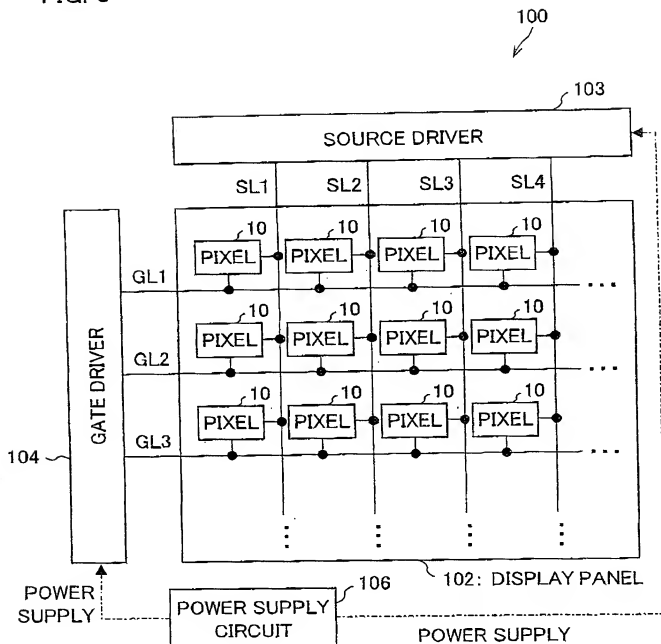 100
103
SOURCE DRIVER
SL1 SL2 SL3 SL4
10 10 10 10
PIXEL PIXEL PIXEL PIXEL
GL1
...
10 10 10 10
PIXEL PIXEL PIXEL PIXEL
GL2
...
10 10 10 10
PIXEL PIXEL PIXEL PIXEL
GL3
...
GATE DRIVER
104
102: DISPLAY PANEL
106
POWER SUPPLY
POWER SUPPLY
CIRCUIT
POWER SUPPLY